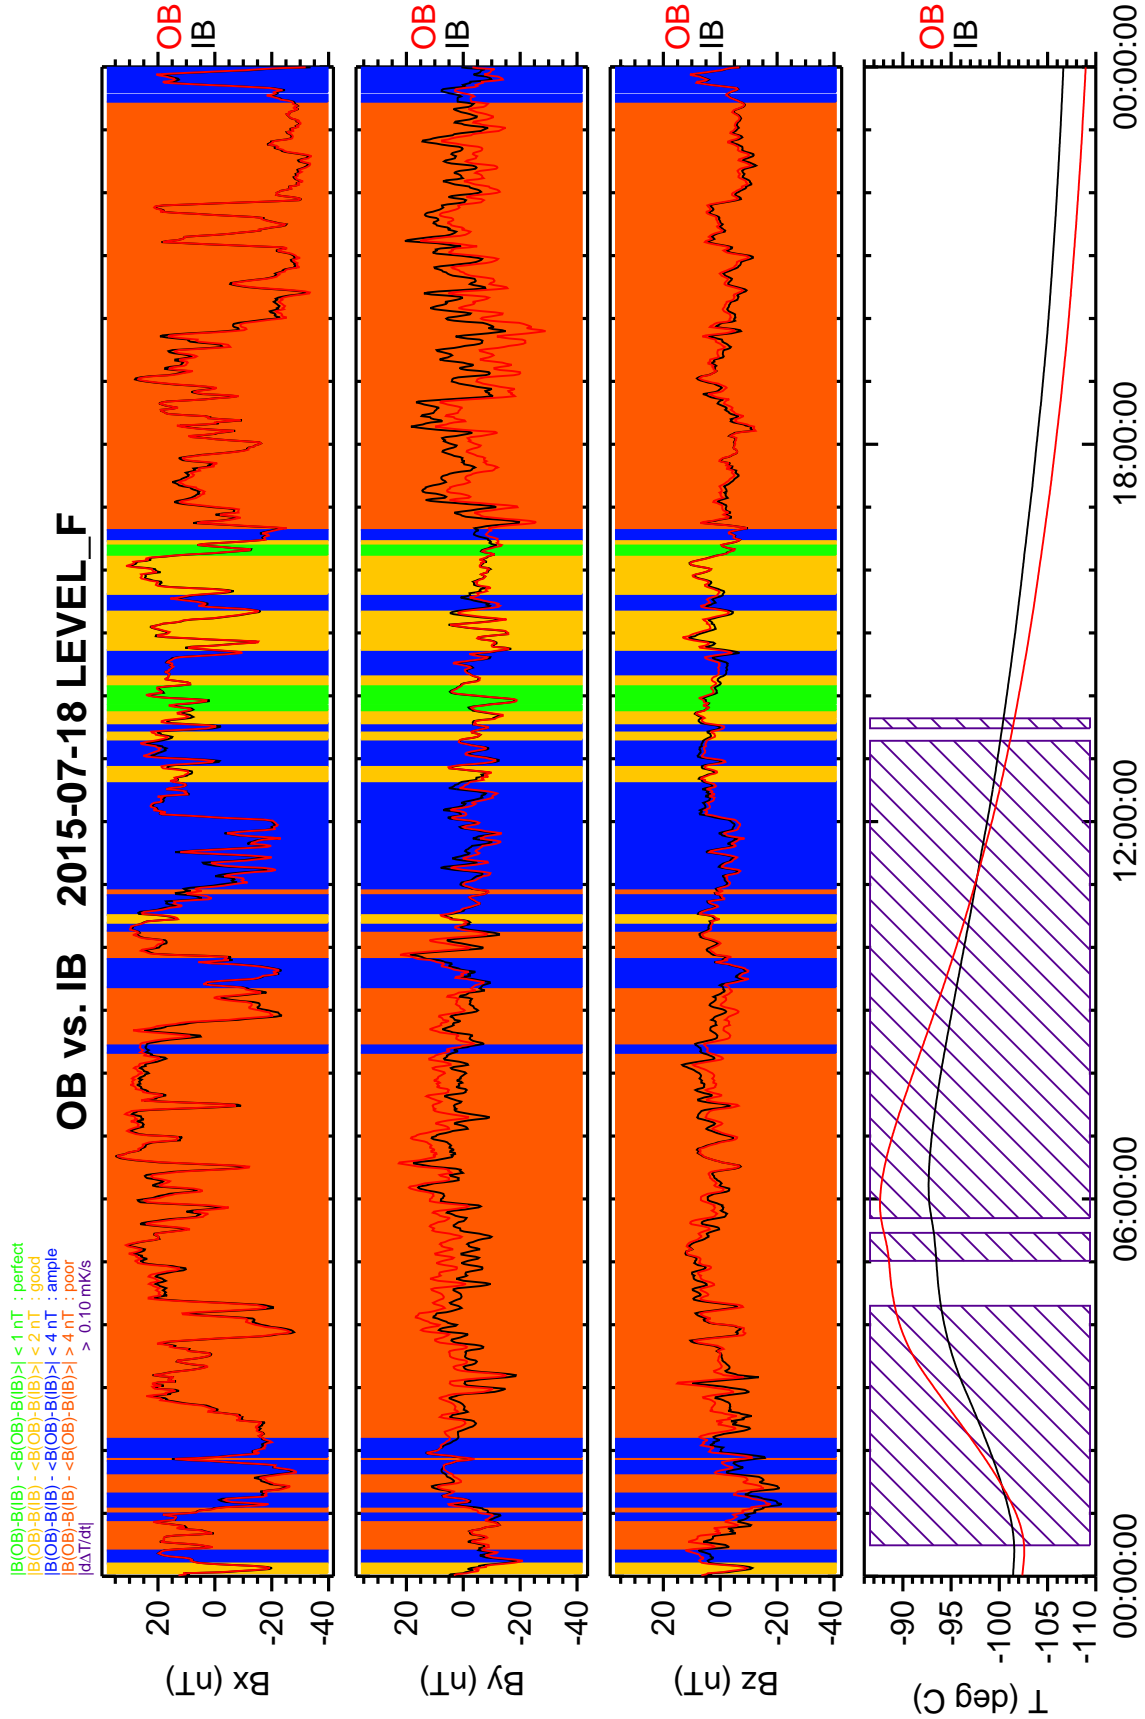 OB vs. IB 2015-07-18 LEVEL_F
|B(OB)-B(IB) - <B(OB)-B(IB)>| < 1 nT : perfect
|B(OB)-B(IB) - <B(OB)-B(IB)>| < 2 nT : good
|B(OB)-B(IB) - <B(OB)-B(IB)>| < 4 nT : ample
|B(OB)-B(IB) - <B(OB)-B(IB)>| > 4 nT : poor
|dΔT/dt| > 0.10 mK/s
Bx (nT)
20
0
-20
-40
OB
IB
By (nT)
20
0
-20
-40
OB
IB
Bz (nT)
20
0
-20
-40
OB
IB
T (deg C)
-90
-95
-100
-105
-110
OB
IB
00:00:00 06:00:00 12:00:00 18:00:00 00:00:00